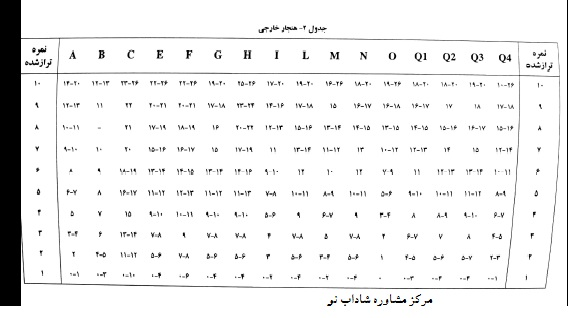 جدول ۲- هنجار خارجی
نمره ترازشده A B C E F G H I L M N O Q1 Q2 Q3 Q4 نمره ترازشده
۱۰ ۱۴-۲۰ ۱۲-۱۳ ۲۳-۲۶ ۲۲-۲۶ ۲۲-۲۶ ۱۹-۲۰ ۲۵-۲۶ ۱۷-۲۰ ۱۹-۲۰ ۱۶-۲۶ ۱۸-۲۰ ۱۹-۲۶ ۱۸-۲۰ ۱۸-۲۰ ۱۹-۲۰ ۱۰
۹ ۱۲-۱۳ ۱۱ ۲۲ ۲۰-۲۱ ۲۰-۲۱ ۱۷-۱۸ ۲۳-۲۴ ۱۴-۱۶ ۱۷-۱۸ ۱۵ ۱۶-۱۷ ۱۶-۱۸ ۱۶-۱۷ ۱۷ ۱۸ ۱۷-۱۸ ۹
۸ ۱۰-۱۱ - ۲۱ ۱۷-۱۹ ۱۸-۱۹ ۱۶ ۲۰-۲۲ ۱۲-۱۳ ۱۵-۱۶ ۱۳-۱۴ ۱۴-۱۵ ۱۳-۱۵ ۱۴-۱۵ ۱۵-۱۶ ۱۶-۱۷ ۱۵-۱۶ ۸
۷ ۹-۱۰ ۱۰ ۲۰ ۱۵-۱۶ ۱۶-۱۷ ۱۵ ۱۷-۱۹ ۱۱ ۱۳-۱۴ ۱۱-۱۲ ۱۳ ۱۰-۱۲ ۱۳ ۱۴ ۱۵ ۱۲-۱۴ ۷
۶ ۸ ۹ ۱۸-۱۹ ۱۳-۱۴ ۱۴-۱۵ ۱۳-۱۴ ۱۴-۱۶ ۹-۱۰ ۱۲ ۱۰ ۱۲ ۷-۹ ۱۱ ۱۲-۱۳ ۱۳-۱۴ ۱۰-۱۱ ۶
۵ ۶-۷ ۸ ۱۶-۱۷ ۱۱-۱۲ ۱۲-۱۳ ۱۱-۱۲ ۱۱-۱۳ ۷-۸ ۱۰-۱۱ ۸-۹ ۱۰-۱۱ ۵-۶ ۹-۱۰ ۱۰-۱۱ ۱۱-۱۲ ۸-۹ ۵
۴ ۵ ۷ ۱۵ ۹-۱۰ ۱۰-۱۱ ۹-۱۰ ۹-۱۰ ۵-۶ ۹ ۶-۷ ۹ ۳-۴ ۸ ۸-۹ ۹-۱۰ ۶-۷ ۴
۳ ۳-۴ ۶ ۱۳-۱۴ ۷-۸ ۹ ۷-۸ ۷-۸ ۴ ۷-۸ ۵ ۷-۸ ۲ ۶-۷ ۷ ۸ ۴-۵ ۳
۲ ۲ ۴-۵ ۱۱-۱۲ ۵-۶ ۷-۸ ۵-۶ ۵-۶ ۳ ۵-۶ ۳-۴ ۵-۶ ۱ ۴-۵ ۵-۶ ۵-۷ ۲-۳ ۲
۱ ۰-۱ ۰-۳ ۰-۱۰ ۰-۴ ۰-۶ ۰-۴ ۰-۴ ۰-۲ ۰-۴ ۰-۲ ۰-۴ ۰ ۰-۳ ۰-۴ ۰-۴ ۰-۱ ۱
مرکز مشاوره شاداب نو